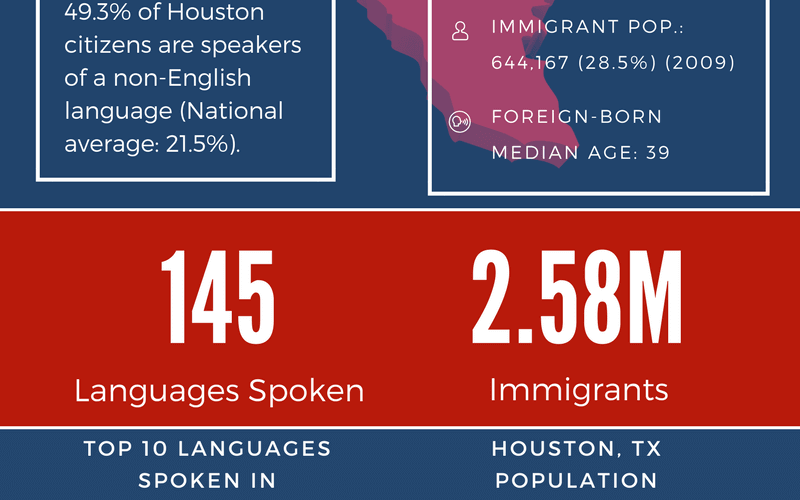 49.3% of Houston
citizens are speakers
of a non-English
language (National
average: 21.5%).
IMMIGRANT POP.:
644,167 (28.5%) (2009)
FOREIGN-BORN
MEDIAN AGE: 39
145
Languages Spoken
2.58M
Immigrants
TOP 10 LANGUAGES
SPOKEN IN
HOUSTON, TX
POPULATION